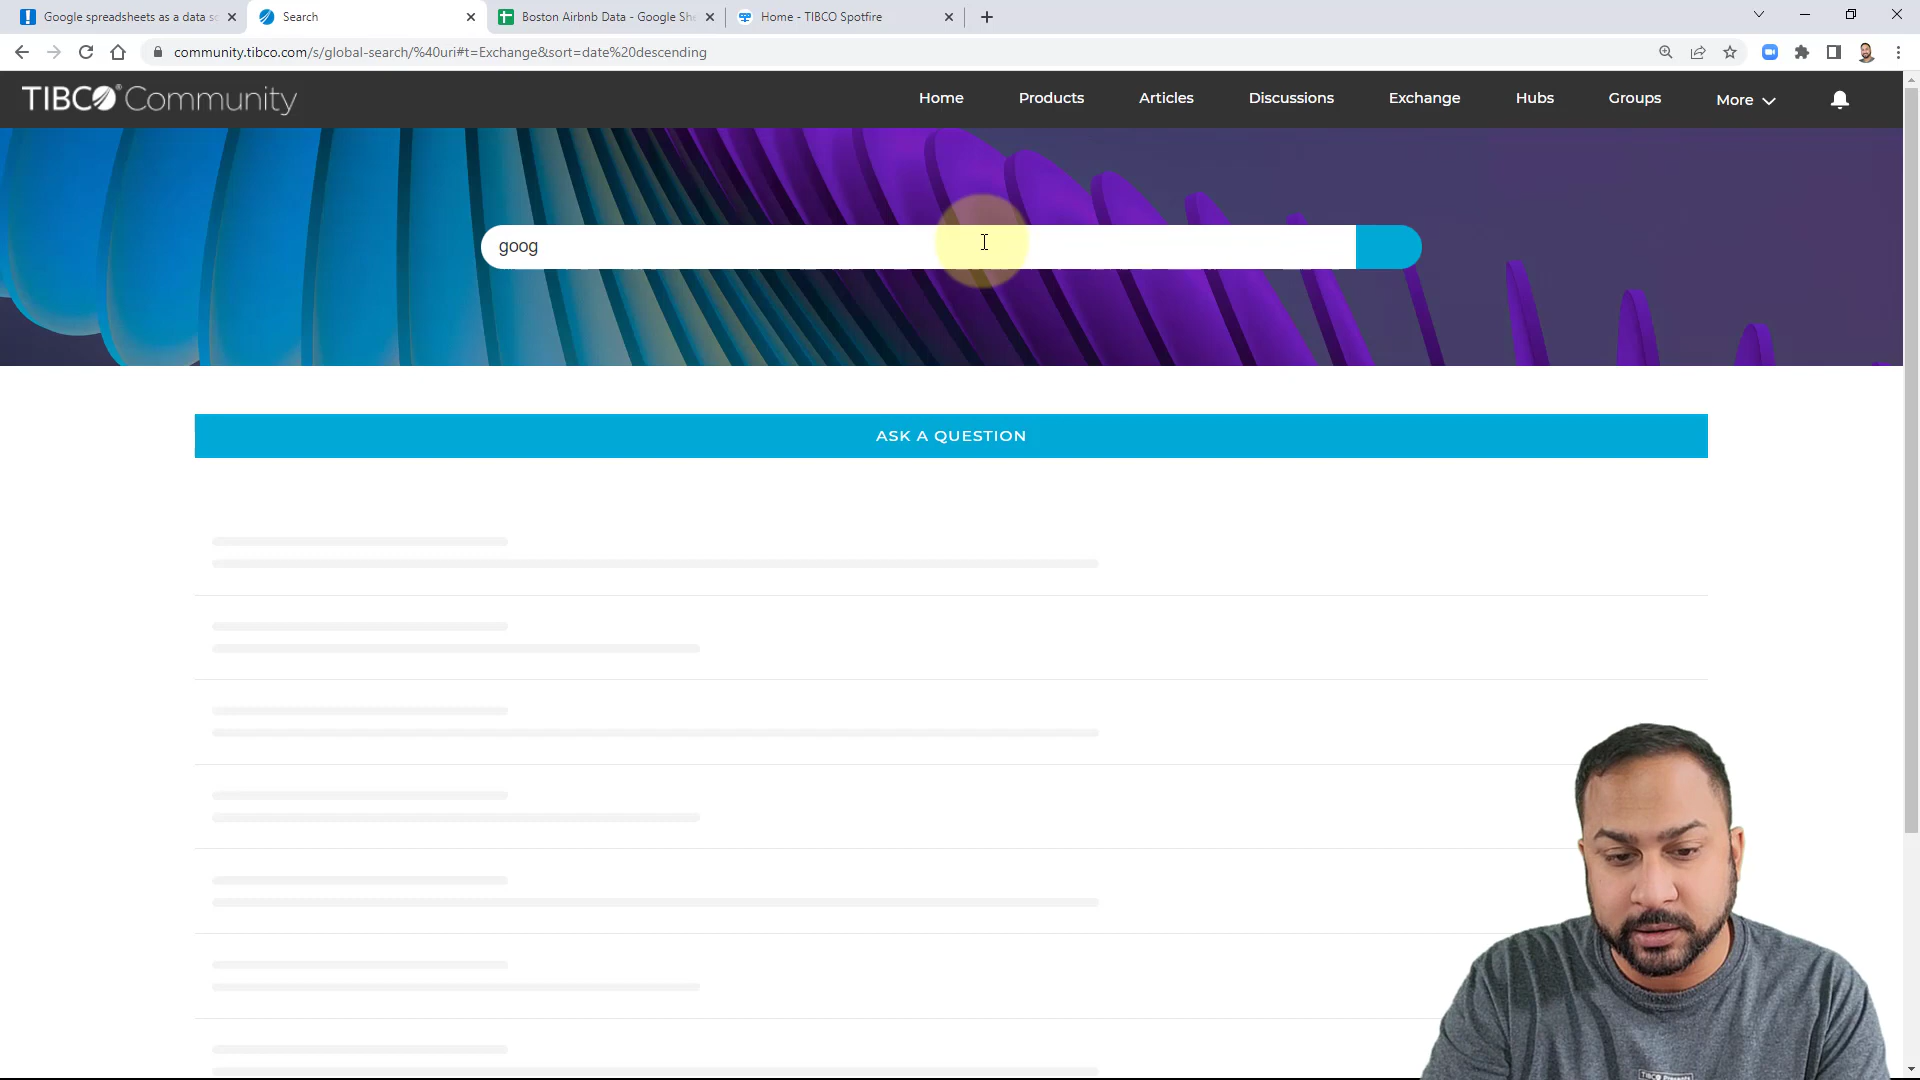 Google spreadsheets as a data so
Search
Boston Airbnb Data - Google She
Home - TIBCO Spotfire
community.tibco.com/s/global-search/%40uri#t=Exchange&sort=date%20descending
TIBCO® Community
Home
Products
Articles
Discussions
Exchange
Hubs
Groups
More
goog
ASK A QUESTION